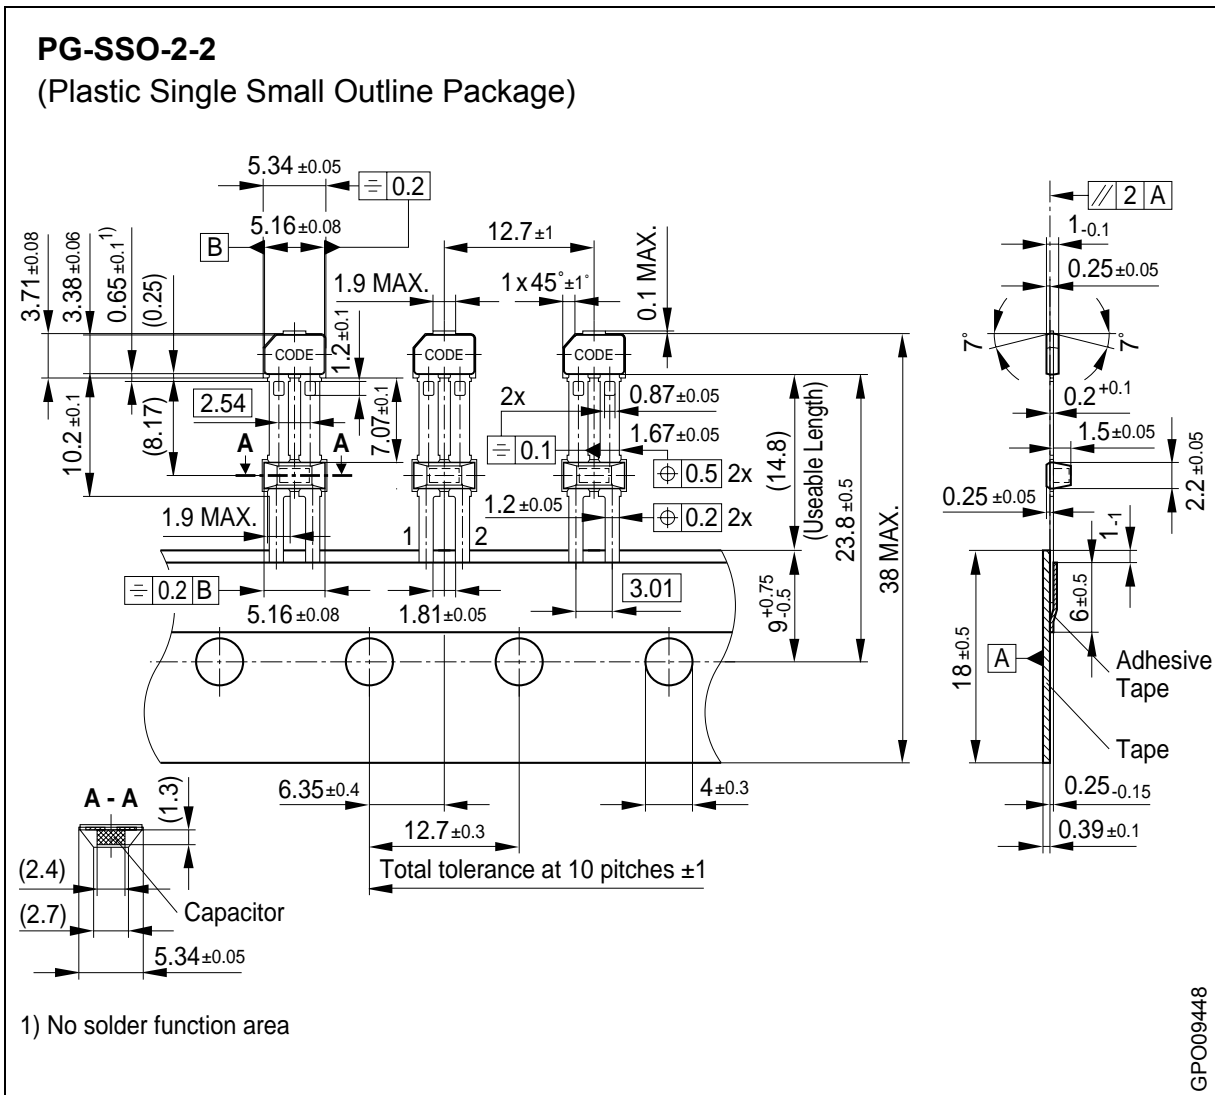 PG-SSO-2-2
(Plastic Single Small Outline Package)
5.34 ±0.05
⌯ 0.2
5.16 ±0.08
B
12.7 ±1
3.71 ±0.08
3.38 ±0.06
0.65 ±0.1 1)
(0.25)
1.9 MAX.
1 x 45° ±1°
0.1 MAX.
1.2 ±0.1
CODE
CODE
CODE
2.54
10.2 ±0.1
(8.17)
7.07 ±0.1
A
A
2x
0.87 ±0.05
⌯ 0.1
1.67 ±0.05
⌖ 0.5 2x
1.2 ±0.05
⌖ 0.2 2x
1.9 MAX.
1
2
(14.8)
(Useable Length)
23.8 ±0.5
38 MAX.
⌯ 0.2 B
5.16 ±0.08
1.81 ±0.05
3.01
9 +0.75 -0.5
6.35 ±0.4
4 ±0.3
12.7 ±0.3
Total tolerance at 10 pitches ±1
// 2 A
1 -0.1
0.25 ±0.05
7°
7°
0.2 +0.1
1.5 ±0.05
2.2 ±0.05
0.25 ±0.05
1 -1
6 ±0.5
18 ±0.5
A
Adhesive
Tape
Tape
0.25 -0.15
0.39 ±0.1
A - A
(1.3)
(2.4)
(2.7)
Capacitor
5.34 ±0.05
1) No solder function area
GPO09448